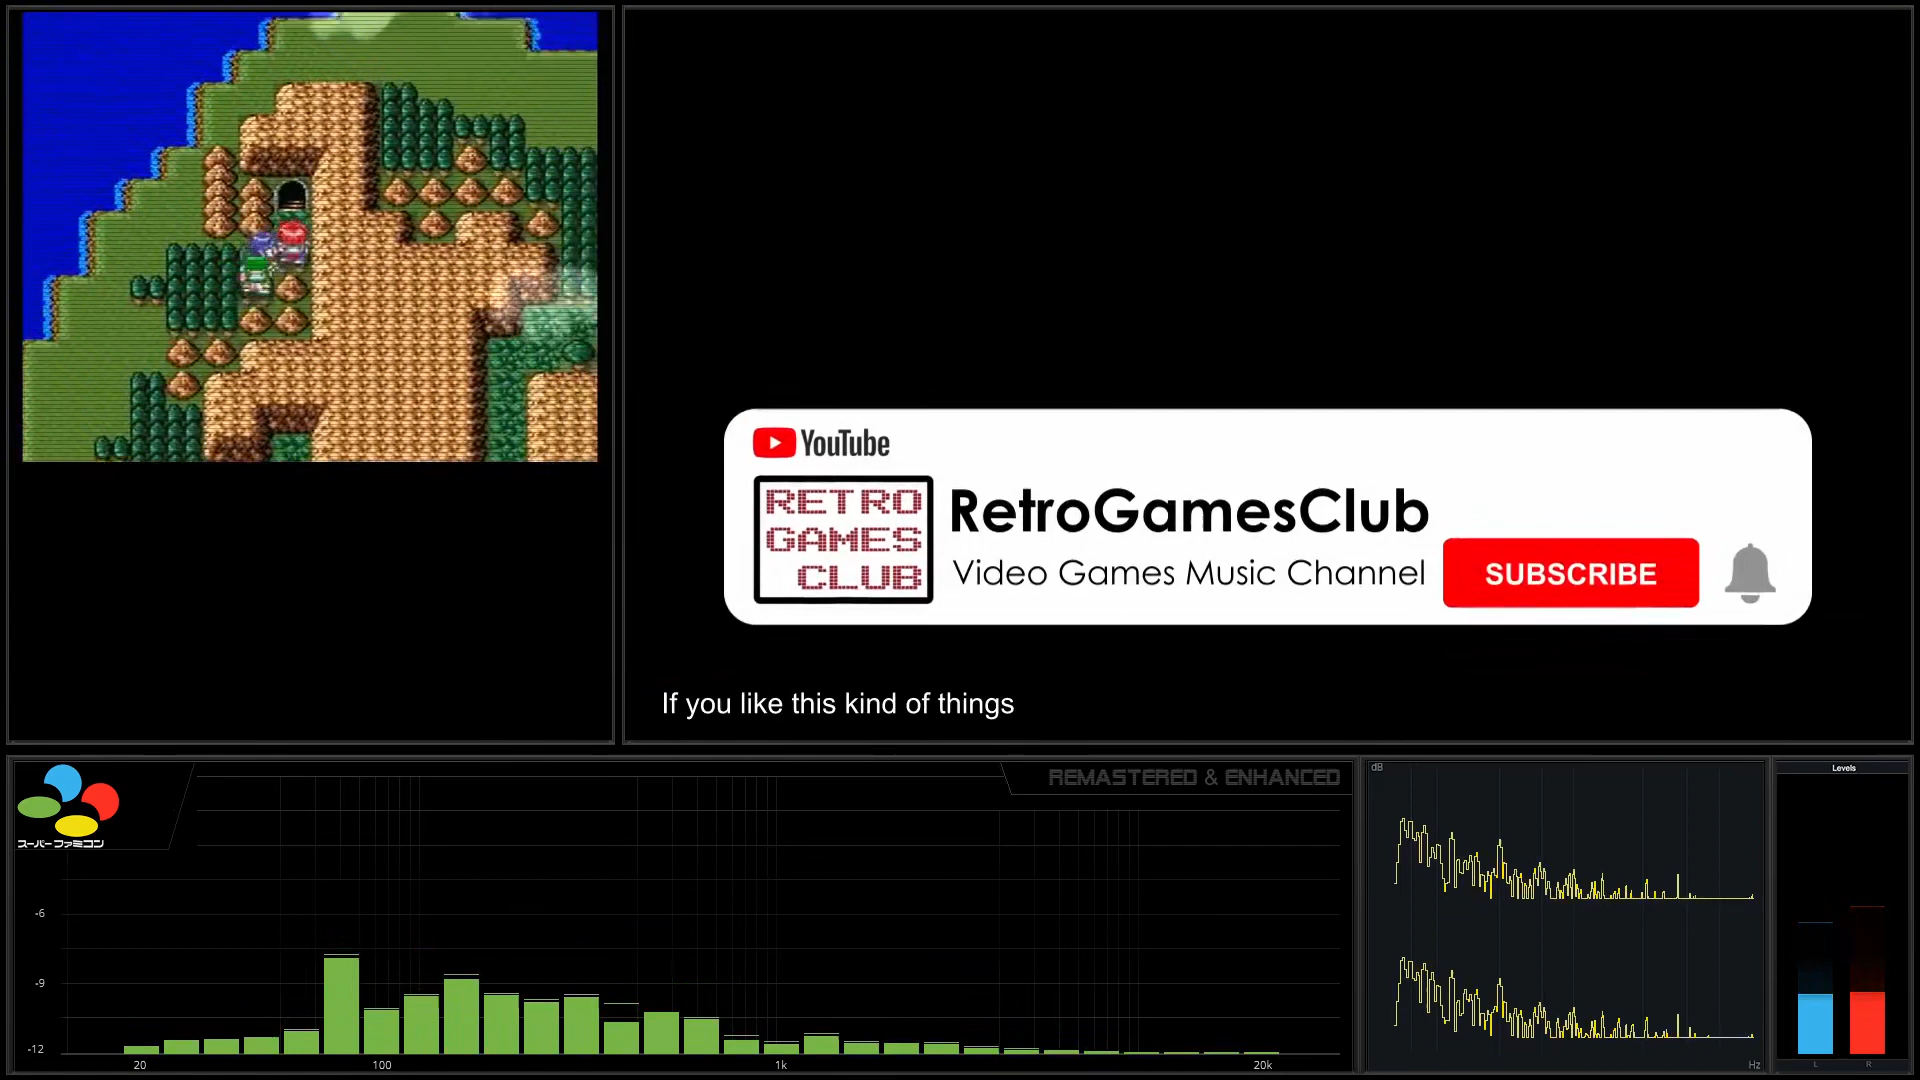 YouTube
RETRO
GAMES
CLUB
RetroGamesClub
Video Games Music Channel
SUBSCRIBE
If you like this kind of things
スーパーファミコン
REMASTERED & ENHANCED
-6
-9
-12
20
100
1k
20k
dB
Hz
Levels
L
R